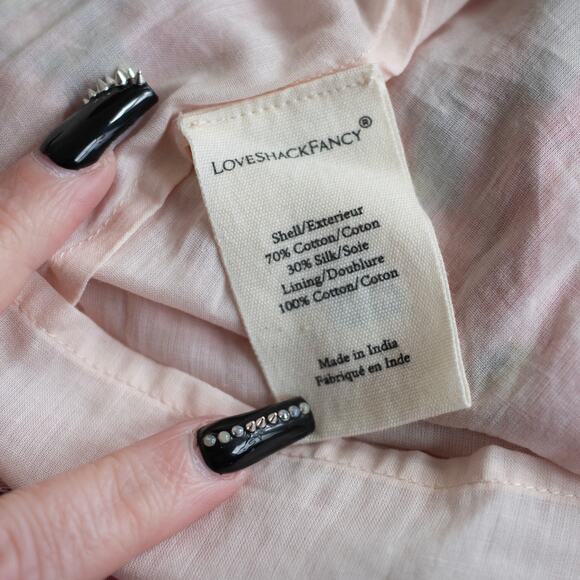 LOVESHACKFANCY®
Shell/Exterieur
70% Cotton/Coton
30% Silk/Soie
Lining/Doublure
100% Cotton/Coton
Made in India
Fabriqué en Inde